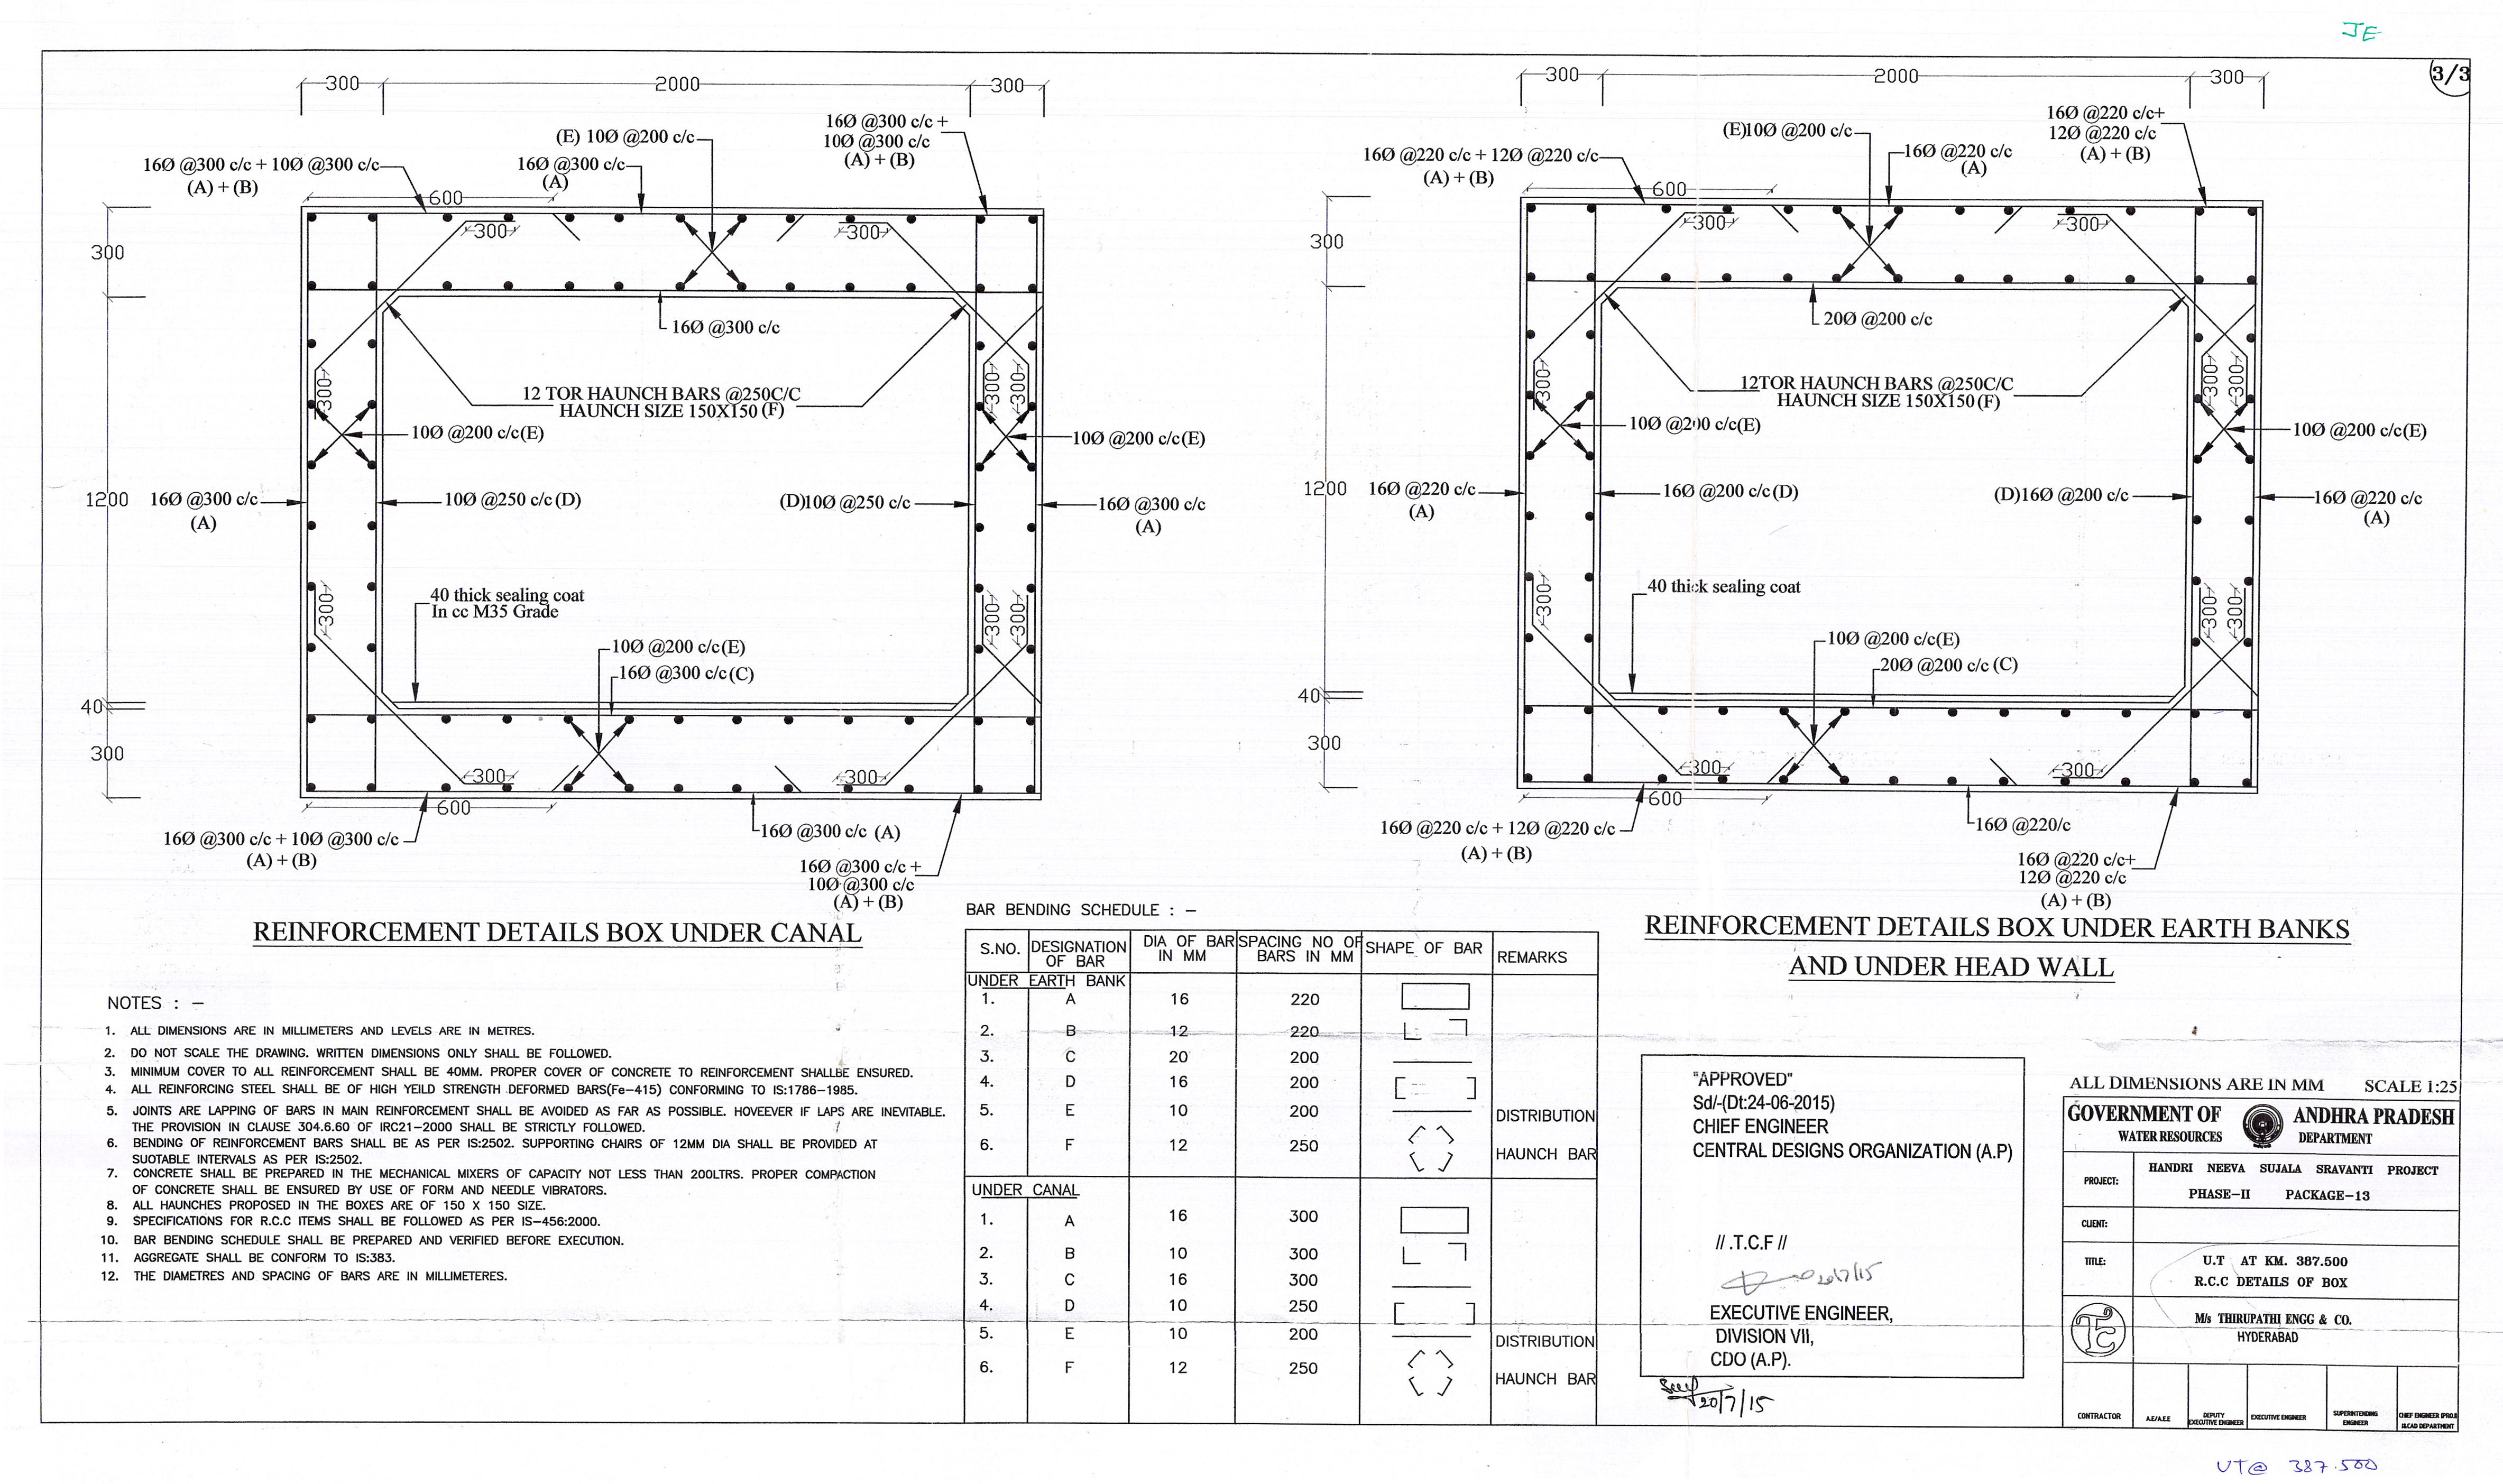 JE
3/3
300
2000
300
(E) 10Ø @200 c/c
16Ø @300 c/c +
10Ø @300 c/c
(A) + (B)
16Ø @300 c/c + 10Ø @300 c/c
(A) + (B)
16Ø @300 c/c
(A)
600
300
300
300
16Ø @300 c/c
12 TOR HAUNCH BARS @250C/C
HAUNCH SIZE 150X150 (F)
300
300
300
10Ø @200 c/c(E)
10Ø @200 c/c(E)
1200
16Ø @300 c/c
(A)
10Ø @250 c/c (D)
(D)10Ø @250 c/c
16Ø @300 c/c
(A)
40 thick sealing coat
In cc M35 Grade
300
300
300
10Ø @200 c/c(E)
16Ø @300 c/c(C)
40
300
300
300
600
16Ø @300 c/c + 10Ø @300 c/c
(A) + (B)
16Ø @300 c/c (A)
16Ø @300 c/c +
10Ø @300 c/c
(A) + (B)
REINFORCEMENT DETAILS BOX UNDER CANAL
300
2000
300
(E)10Ø @200 c/c
16Ø @220 c/c+
12Ø @220 c/c
(A) + (B)
16Ø @220 c/c + 12Ø @220 c/c
(A) + (B)
16Ø @220 c/c
(A)
600
300
300
300
20Ø @200 c/c
12TOR HAUNCH BARS @250C/C
HAUNCH SIZE 150X150 (F)
300
300
300
10Ø @200 c/c(E)
10Ø @200 c/c(E)
1200
16Ø @220 c/c
(A)
16Ø @200 c/c (D)
(D)16Ø @200 c/c
16Ø @220 c/c
(A)
40 thick sealing coat
300
300
300
10Ø @200 c/c(E)
20Ø @200 c/c (C)
40
300
300
300
600
16Ø @220 c/c + 12Ø @220 c/c
(A) + (B)
16Ø @220/c
16Ø @220 c/c+
12Ø @220 c/c
(A) + (B)
REINFORCEMENT DETAILS BOX UNDER EARTH BANKS
AND UNDER HEAD WALL
NOTES : –
1. ALL DIMENSIONS ARE IN MILLIMETERS AND LEVELS ARE IN METRES.
2. DO NOT SCALE THE DRAWING. WRITTEN DIMENSIONS ONLY SHALL BE FOLLOWED.
3. MINIMUM COVER TO ALL REINFORCEMENT SHALL BE 40MM. PROPER COVER OF CONCRETE TO REINFORCEMENT SHALLBE ENSURED.
4. ALL REINFORCING STEEL SHALL BE OF HIGH YEILD STRENGTH DEFORMED BARS(Fe-415) CONFORMING TO IS:1786-1985.
5. JOINTS ARE LAPPING OF BARS IN MAIN REINFORCEMENT SHALL BE AVOIDED AS FAR AS POSSIBLE. HOVEEVER IF LAPS ARE INEVITABLE.
THE PROVISION IN CLAUSE 304.6.60 OF IRC21-2000 SHALL BE STRICTLY FOLLOWED.
6. BENDING OF REINFORCEMENT BARS SHALL BE AS PER IS:2502. SUPPORTING CHAIRS OF 12MM DIA SHALL BE PROVIDED AT
SUOTABLE INTERVALS AS PER IS:2502.
7. CONCRETE SHALL BE PREPARED IN THE MECHANICAL MIXERS OF CAPACITY NOT LESS THAN 200LTRS. PROPER COMPACTION
OF CONCRETE SHALL BE ENSURED BY USE OF FORM AND NEEDLE VIBRATORS.
8. ALL HAUNCHES PROPOSED IN THE BOXES ARE OF 150 X 150 SIZE.
9. SPECIFICATIONS FOR R.C.C ITEMS SHALL BE FOLLOWED AS PER IS-456:2000.
10. BAR BENDING SCHEDULE SHALL BE PREPARED AND VERIFIED BEFORE EXECUTION.
11. AGGREGATE SHALL BE CONFORM TO IS:383.
12. THE DIAMETRES AND SPACING OF BARS ARE IN MILLIMETERES.
BAR BENDING SCHEDULE : –
S.NO. DESIGNATION OF BAR DIA OF BAR IN MM SPACING NO OF BARS IN MM SHAPE OF BAR REMARKS
UNDER EARTH BANK
1. A 16 220
2. B 12 220
3. C 20 200
4. D 16 200
5. E 10 200 DISTRIBUTION
6. F 12 250 HAUNCH BAR
UNDER CANAL
1. A 16 300
2. B 10 300
3. C 16 300
4. D 10 250
5. E 10 200 DISTRIBUTION
6. F 12 250 HAUNCH BAR
"APPROVED"
Sd/-(Dt:24-06-2015)
CHIEF ENGINEER
CENTRAL DESIGNS ORGANIZATION (A.P)
// .T.C.F //
20/7/15
EXECUTIVE ENGINEER,
DIVISION VII,
CDO (A.P).
20/7/15
ALL DIMENSIONS ARE IN MM SCALE 1:25
GOVERNMENT OF ANDHRA PRADESH
WATER RESOURCES DEPARTMENT
PROJECT: HANDRI NEEVA SUJALA SRAVANTI PROJECT
PHASE-II PACKAGE-13
CLIENT:
TITLE: U.T AT KM. 387.500
R.C.C DETAILS OF BOX
M/s THIRUPATHI ENGG & CO.
HYDERABAD
CONTRACTOR
A.E/A.E.E
DEPUTY
EXECUTIVE ENGINEER
EXECUTIVE ENGINEER
SUPERINTENDING
ENGINEER
UT@ 387.500